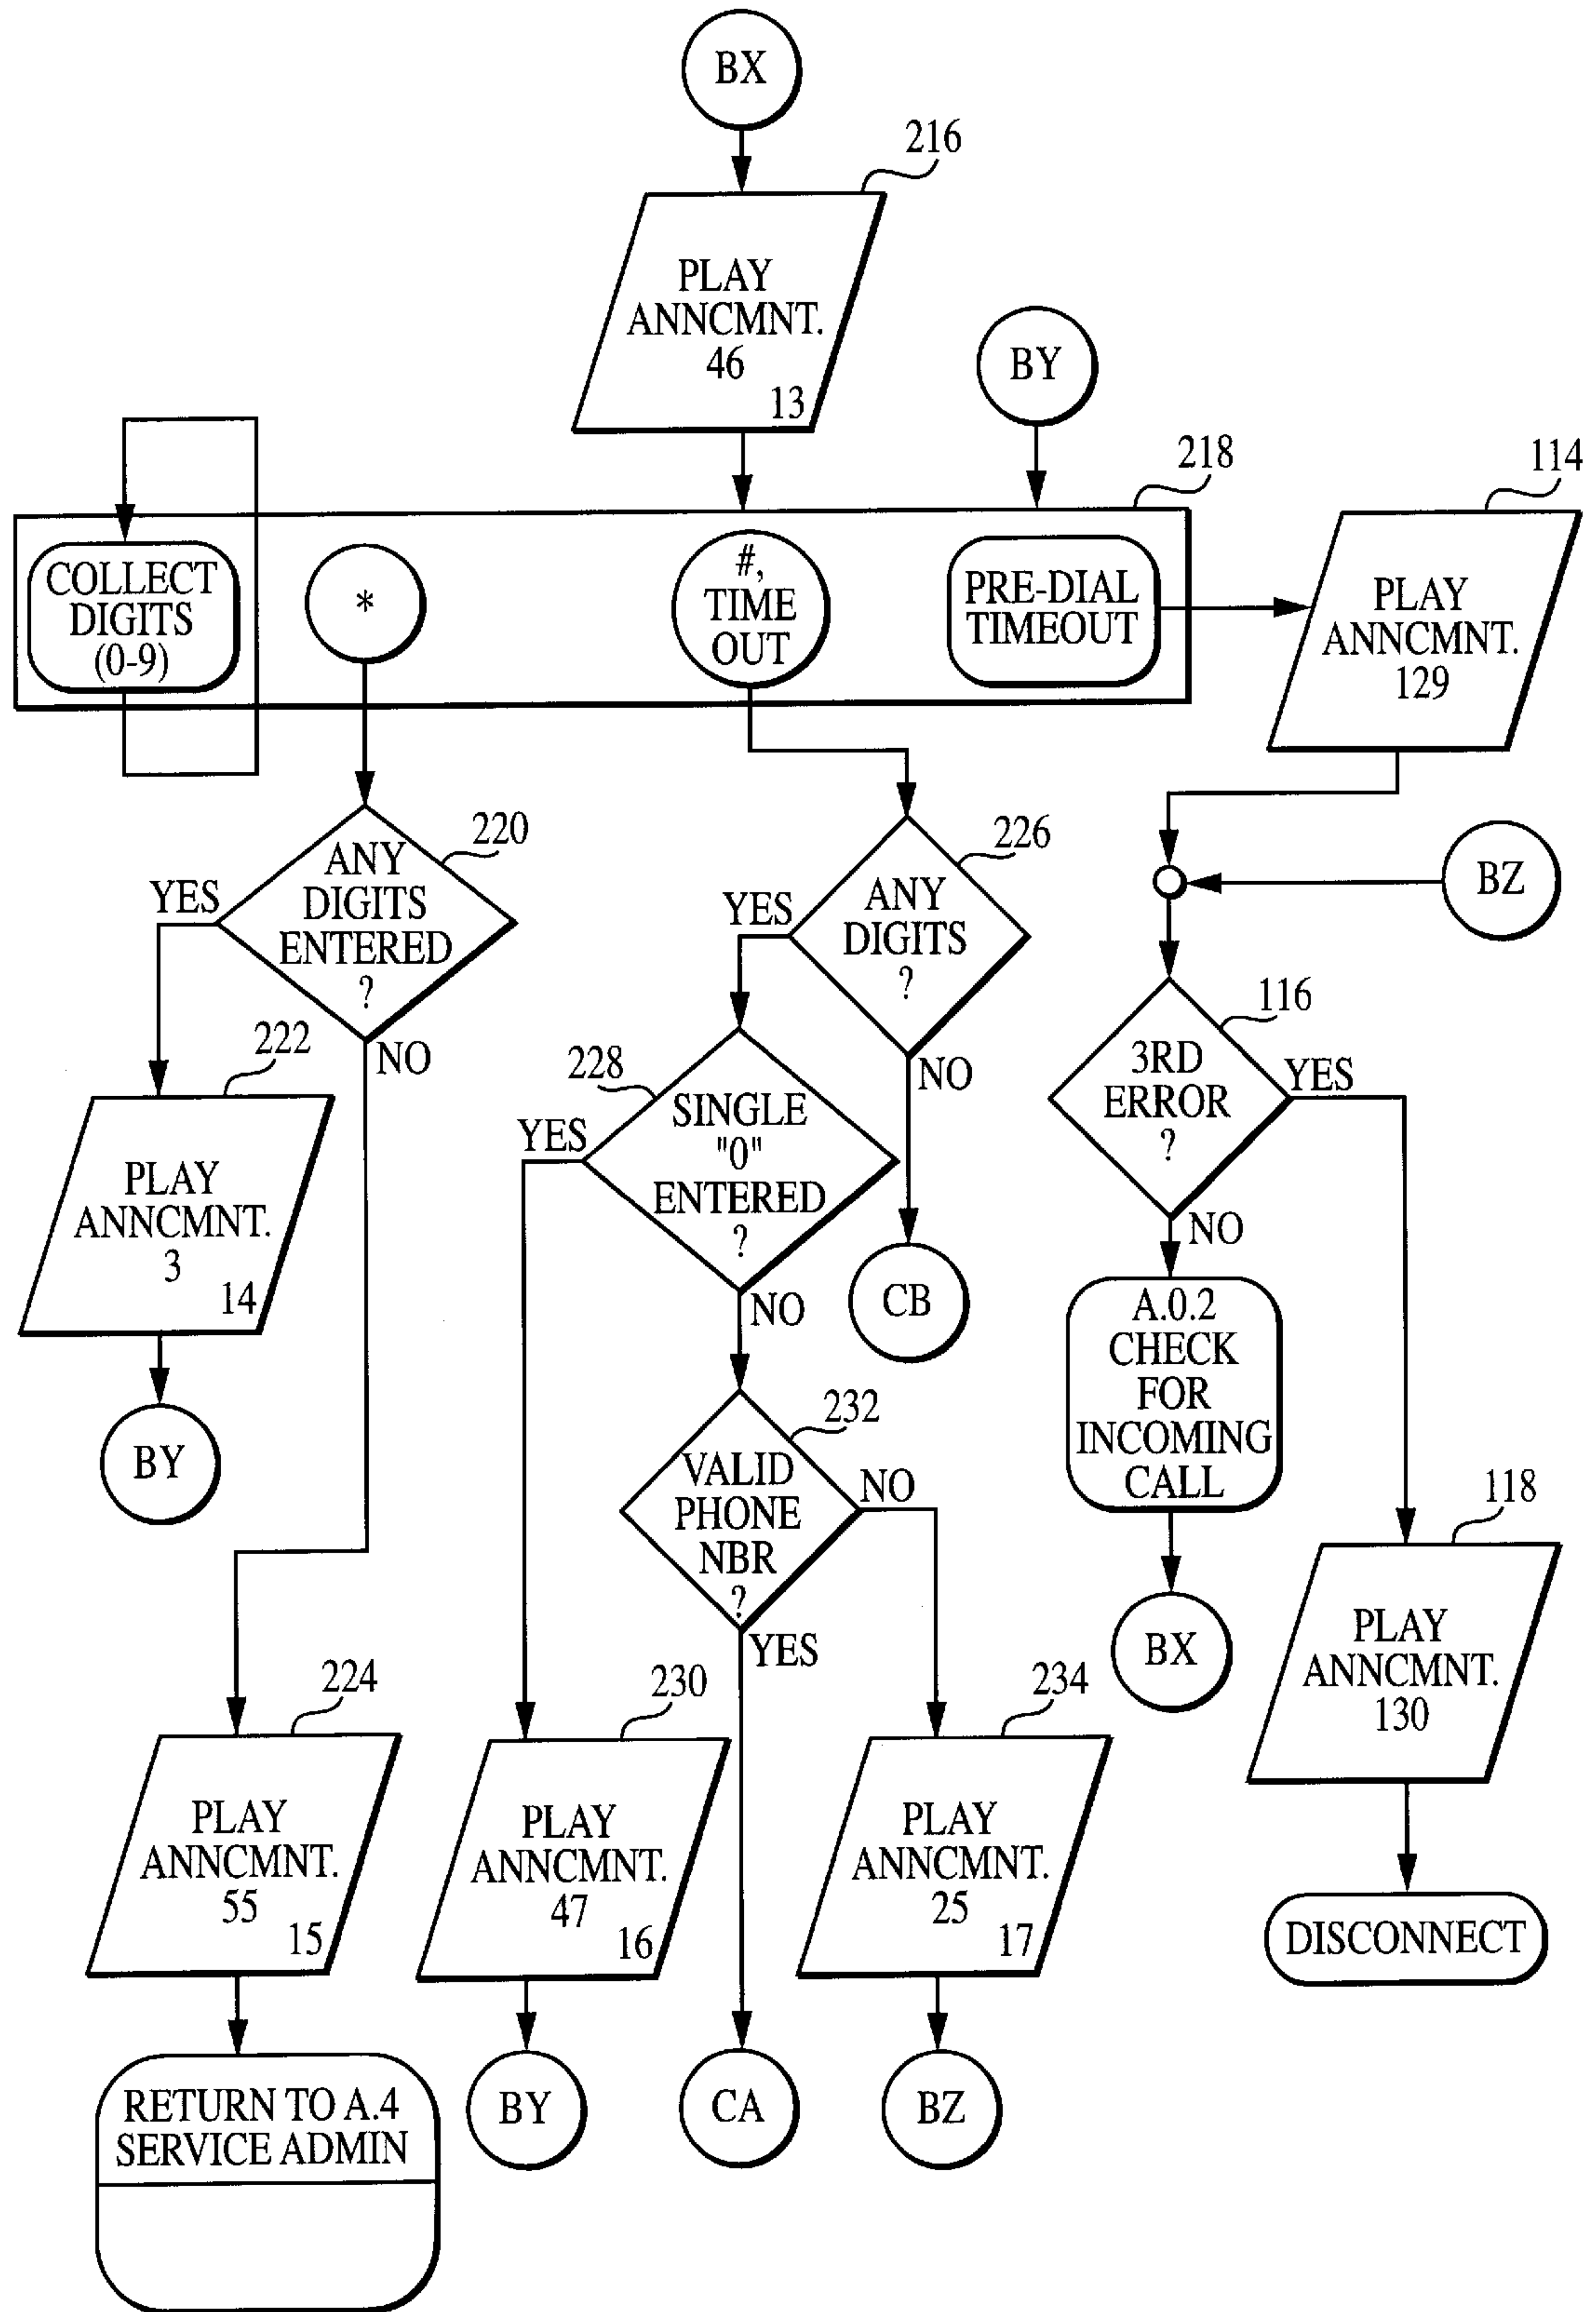 BX
216
PLAY
ANNCMNT.
46
13
BY
218
114
COLLECT
DIGITS
(0-9)
*
#,
TIME
OUT
PRE-DIAL
TIMEOUT
PLAY
ANNCMNT.
129
220
ANY
DIGITS
ENTERED
?
YES
NO
226
ANY
DIGITS
?
YES
NO
BZ
116
3RD
ERROR
?
YES
NO
222
PLAY
ANNCMNT.
3
14
BY
228
SINGLE
"0"
ENTERED
?
YES
NO
CB
A.0.2
CHECK
FOR
INCOMING
CALL
BX
232
VALID
PHONE
NBR
?
NO
YES
118
PLAY
ANNCMNT.
130
DISCONNECT
224
PLAY
ANNCMNT.
55
15
RETURN TO A.4
SERVICE ADMIN
230
PLAY
ANNCMNT.
47
16
BY
CA
234
PLAY
ANNCMNT.
25
17
BZ